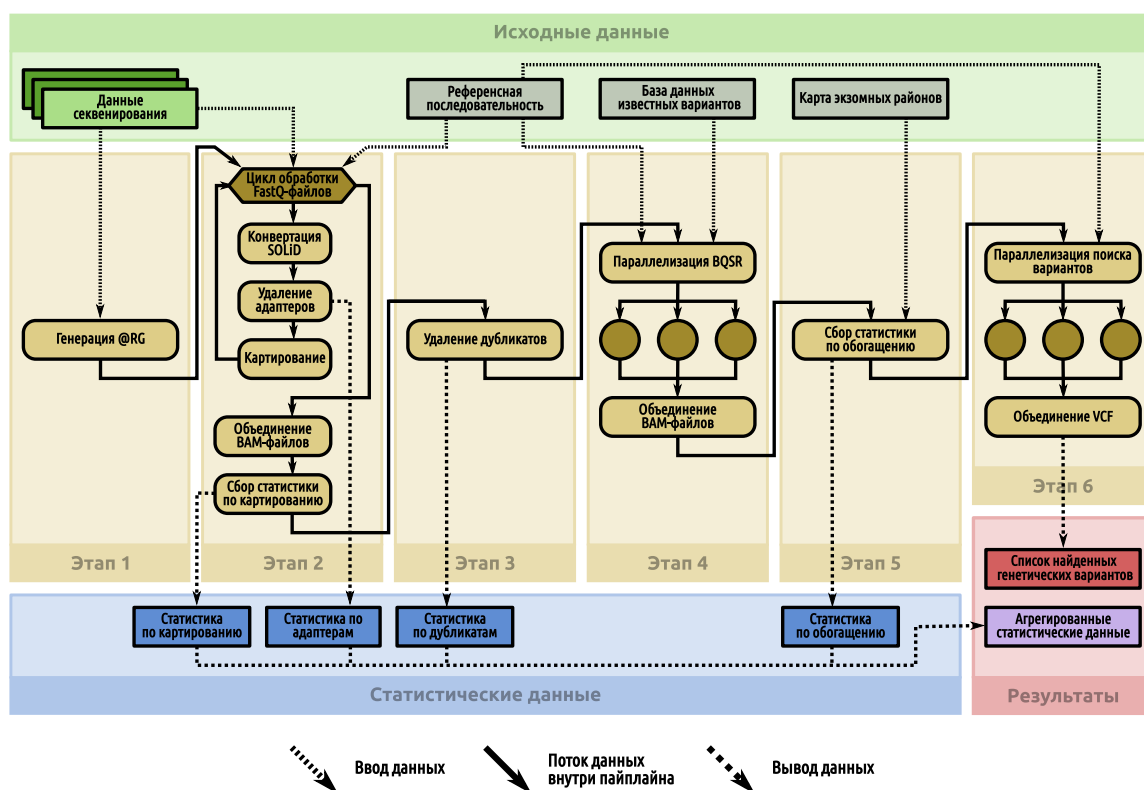 Исходные данные
Данные
секвенирования
Референсная
последовательность
База данных
известных вариантов
Карта экзомных районов
Цикл обработки
FastQ-файлов
Конвертация
SOLiD
Удаление
адаптеров
Картирование
Генерация @RG
Объединение
BAM-файлов
Сбор статистики
по картированию
Удаление дубликатов
Параллелизация BQSR
Объединение
BAM-файлов
Сбор статистики
по обогащению
Параллелизация поиска
вариантов
Объединение VCF
Этап 1
Этап 2
Этап 3
Этап 4
Этап 5
Этап 6
Список найденных
генетических вариантов
Статистика
по картированию
Статистика по
адаптерам
Статистика
по дубликатам
Статистика
по обогащению
Агрегированные
статистические данные
Статистические данные
Результаты
Ввод данных
Поток данных
внутри пайплайна
Вывод данных